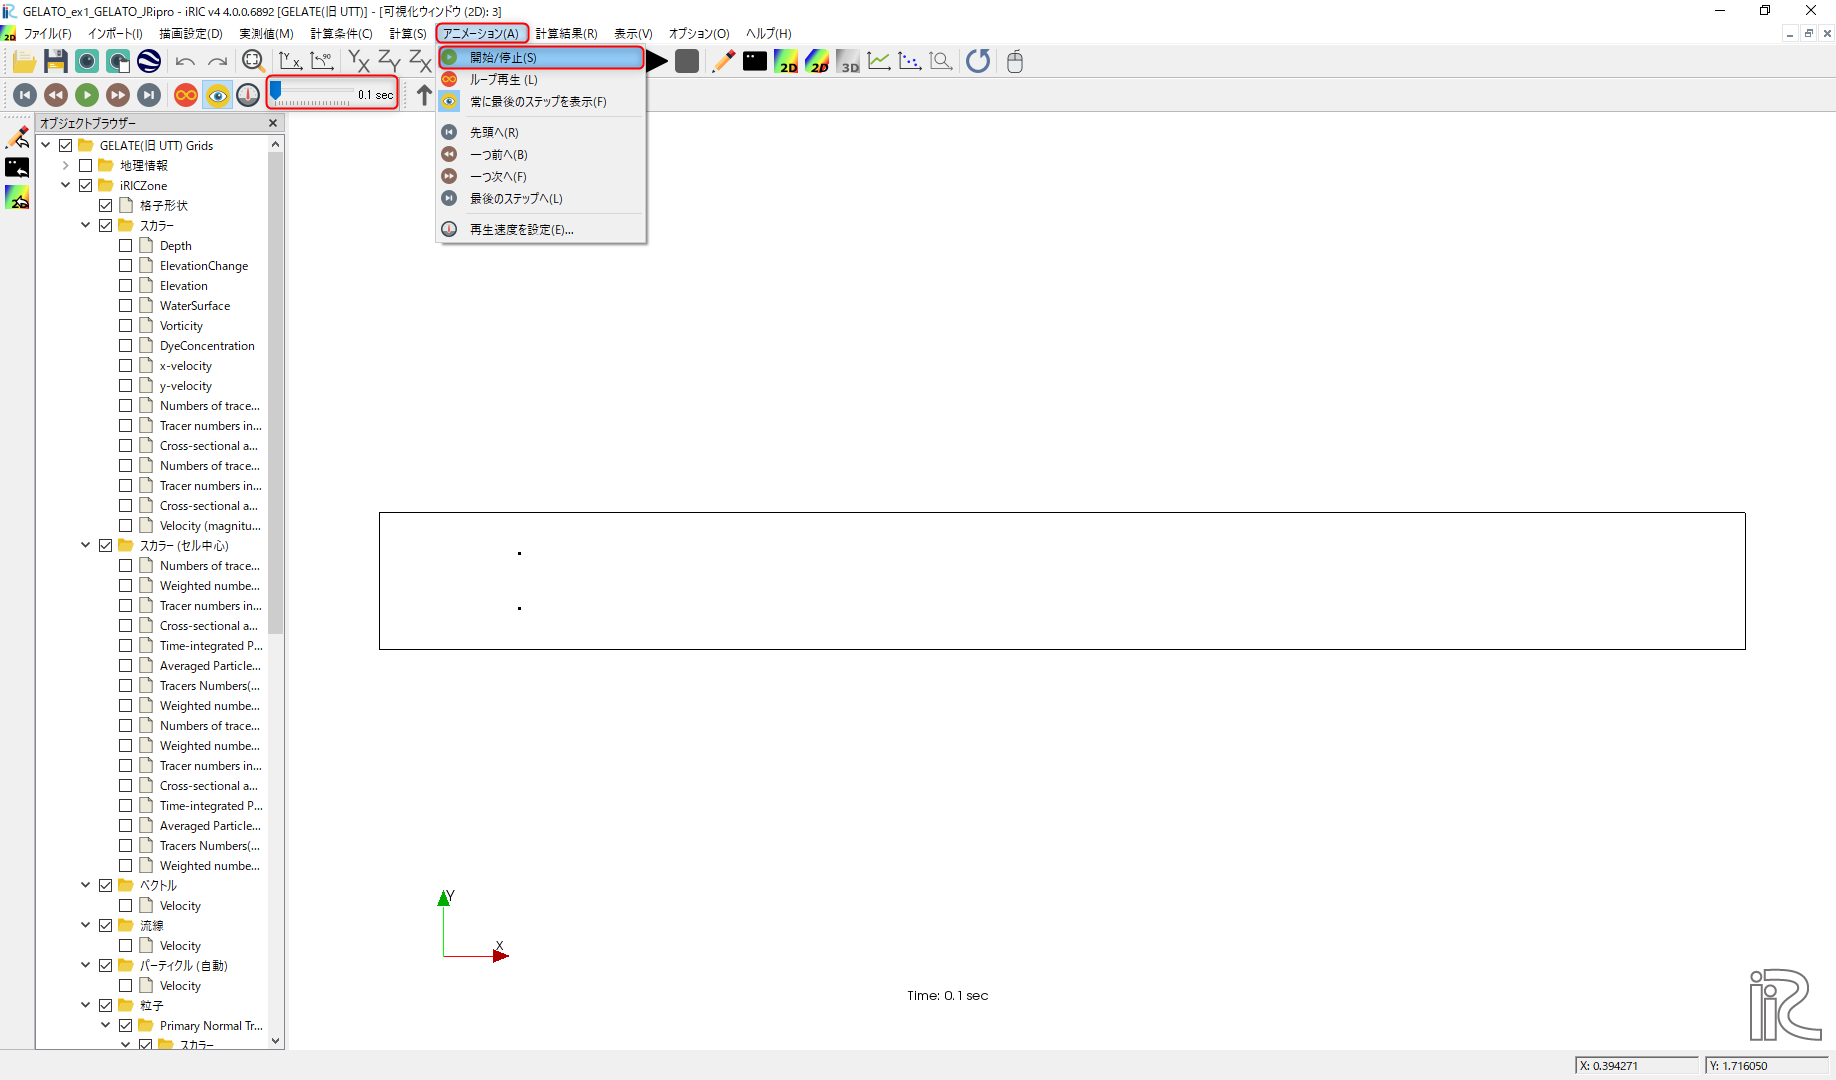 GELATO_ex1_GELATO_JP.ipro - iRIC v4 4.0.0.6892 [GELATE(旧 UTT)] - [可視化ウィンドウ (2D): 3]
ファイル(F) インポート(I) 描画設定(D) 実測値(M) 計算条件(C) 計算(S) アニメーション(A) 計算結果(R) 表示(V) オプション(O) ヘルプ(H)
開始/停止(S)
ループ再生 (L)
常に最後のステップを表示(F)
先頭へ(R)
一つ前へ(B)
一つ次へ(F)
最後のステップへ(L)
再生速度を設定(E)...
0.1 sec
オブジェクトブラウザー
GELATE(旧 UTT) Grids
地理情報
iRICZone
格子形状
スカラー
Depth
ElevationChange
Elevation
WaterSurface
Vorticity
DyeConcentration
x-velocity
y-velocity
Numbers of trace...
Tracer numbers in...
Cross-sectional a...
Numbers of trace...
Tracer numbers in...
Cross-sectional a...
Velocity (magnitu...
スカラー (セル中心)
Numbers of trace...
Weighted numbe...
Tracer numbers in...
Cross-sectional a...
Time-integrated P...
Averaged Particle...
Tracers Numbers(...
Weighted numbe...
Numbers of trace...
Weighted numbe...
Tracer numbers in...
Cross-sectional a...
Time-integrated P...
Averaged Particle...
Tracers Numbers(...
Weighted numbe...
ベクトル
Velocity
流線
Velocity
パーティクル (自動)
Velocity
粒子
Primary Normal Tr...
スカラー
Y
X
Time: 0.1 sec
iRIC
X: 0.394271
Y: 1.716050